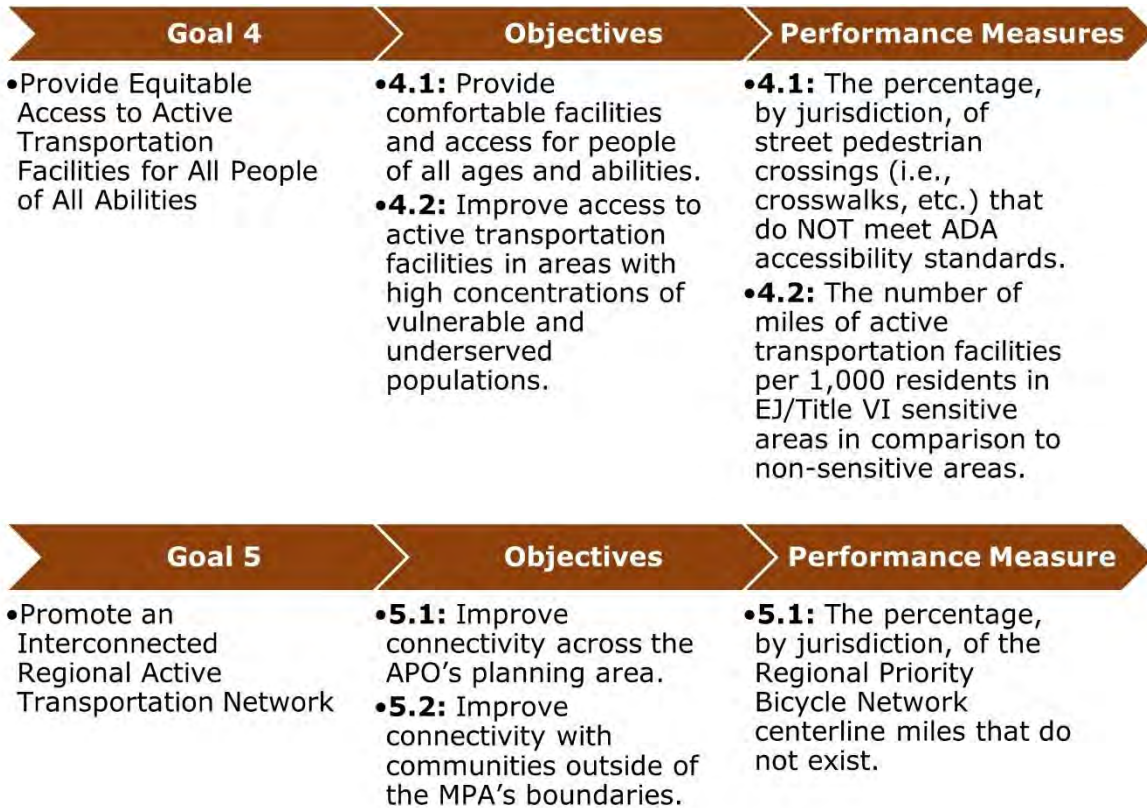 Goal 4
Objectives
Performance Measures
•Provide Equitable
Access to Active
Transportation
Facilities for All People
of All Abilities
•4.1: Provide
comfortable facilities
and access for people
of all ages and abilities.
•4.2: Improve access to
active transportation
facilities in areas with
high concentrations of
vulnerable and
underserved
populations.
•4.1: The percentage,
by jurisdiction, of
street pedestrian
crossings (i.e.,
crosswalks, etc.) that
do NOT meet ADA
accessibility standards.
•4.2: The number of
miles of active
transportation facilities
per 1,000 residents in
EJ/Title VI sensitive
areas in comparison to
non-sensitive areas.
Goal 5
Objectives
Performance Measure
•Promote an
Interconnected
Regional Active
Transportation Network
•5.1: Improve
connectivity across the
APO’s planning area.
•5.2: Improve
connectivity with
communities outside of
the MPA’s boundaries.
•5.1: The percentage,
by jurisdiction, of the
Regional Priority
Bicycle Network
centerline miles that do
not exist.